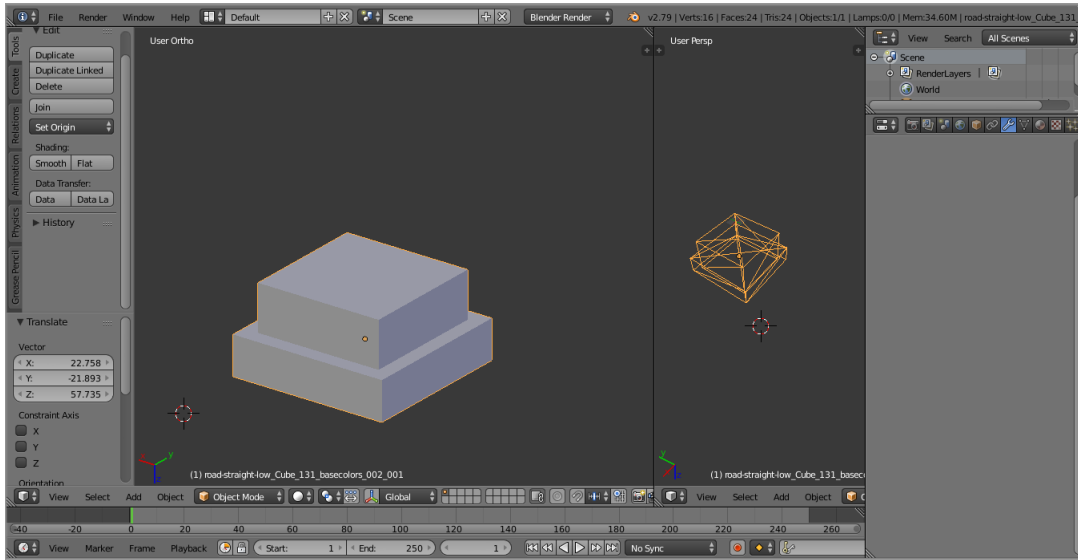 File Render Window Help Default Scene Blender Render v2.79 | Verts:16 | Faces:24 | Tris:24 | Objects:1/1 | Lamps:0/0 | Mem:34.60M | road-straight-low_Cube_131_
Tools
Create
Relations
Animation
Physics
Grease Pencil
Edit
Duplicate
Duplicate Linked
Delete
Join
Set Origin
Shading:
Smooth Flat
Data Transfer:
Data Data La
History
Translate
Vector
X: 22.758
Y: -21.893
Z: 57.735
Constraint Axis
X
Y
Z
Orientation
User Ortho
(1) road-straight-low_Cube_131_basecolors_002_001
User Persp
(1) road-straight-low_Cube_131_baseco
View Search All Scenes
Scene
RenderLayers |
World
View Select Add Object Object Mode Global
View Select Add Object
-40 -20 0 20 40 60 80 100 120 140 160 180 200 220 240 260
View Marker Frame Playback Start: 1 End: 250 1 No Sync